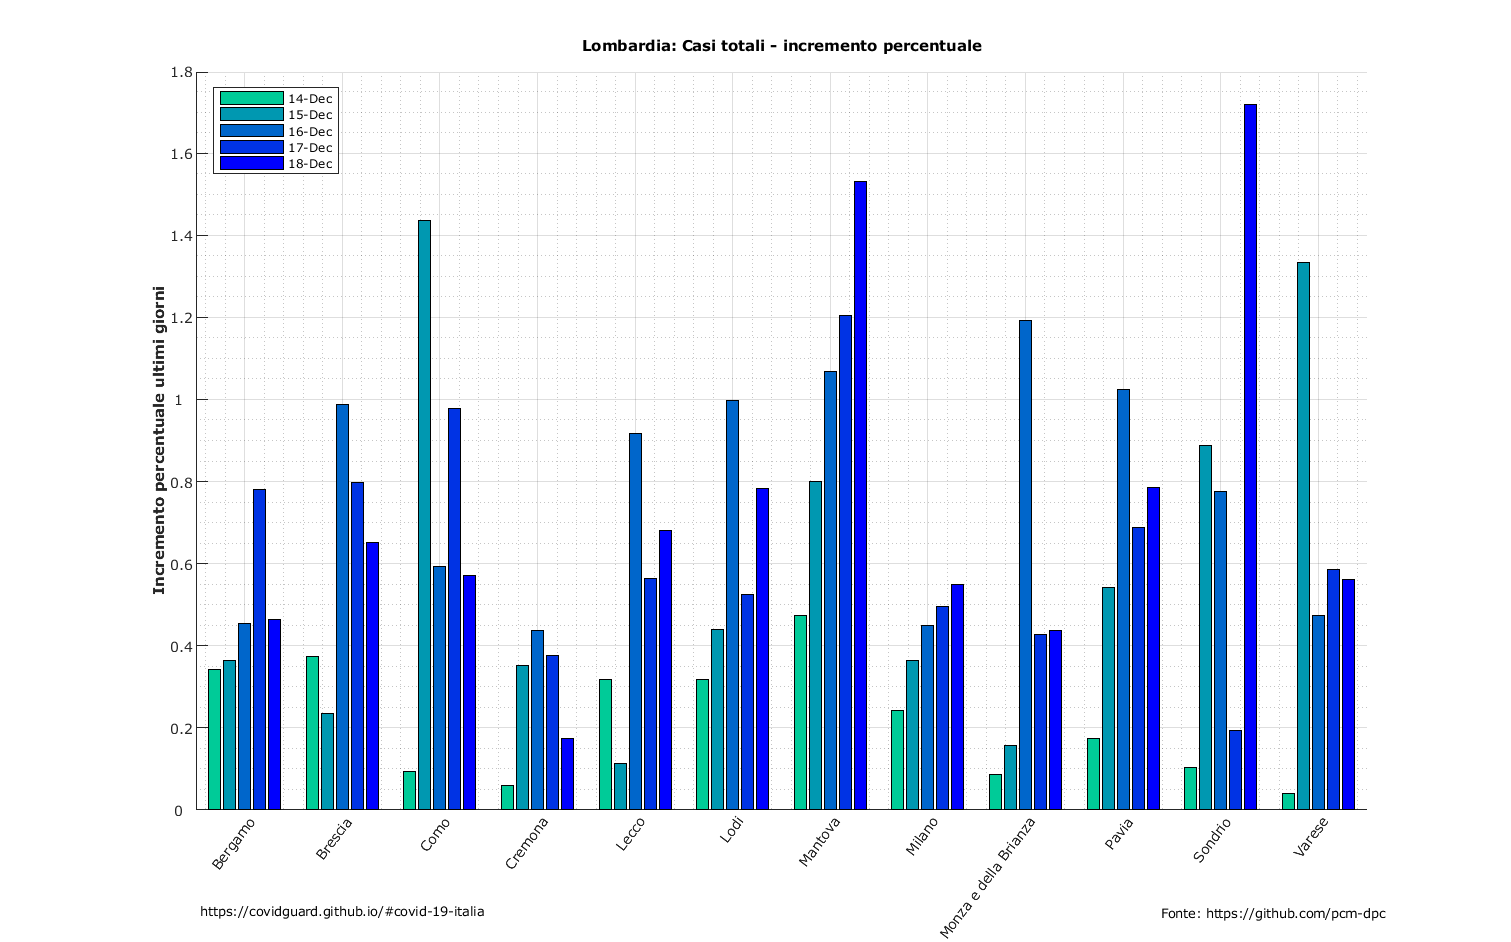 Lombardia: Casi totali - incremento percentuale
14-Dec
15-Dec
16-Dec
17-Dec
18-Dec
Incremento percentuale ultimi giorni
1.8
1.6
1.4
1.2
1
0.8
0.6
0.4
0.2
0
Bergamo
Brescia
Como
Cremona
Lecco
Lodi
Mantova
Milano
Monza e della Brianza
Pavia
Sondrio
Varese
https://covidguard.github.io/#covid-19-italia
Fonte: https://github.com/pcm-dpc